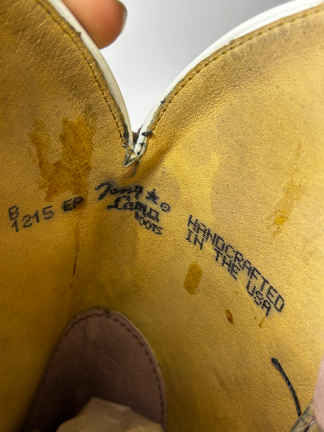 B
1215 EP
Tony ★ ®
Lama
BOOTS
HANDCRAFTED
IN THE USA